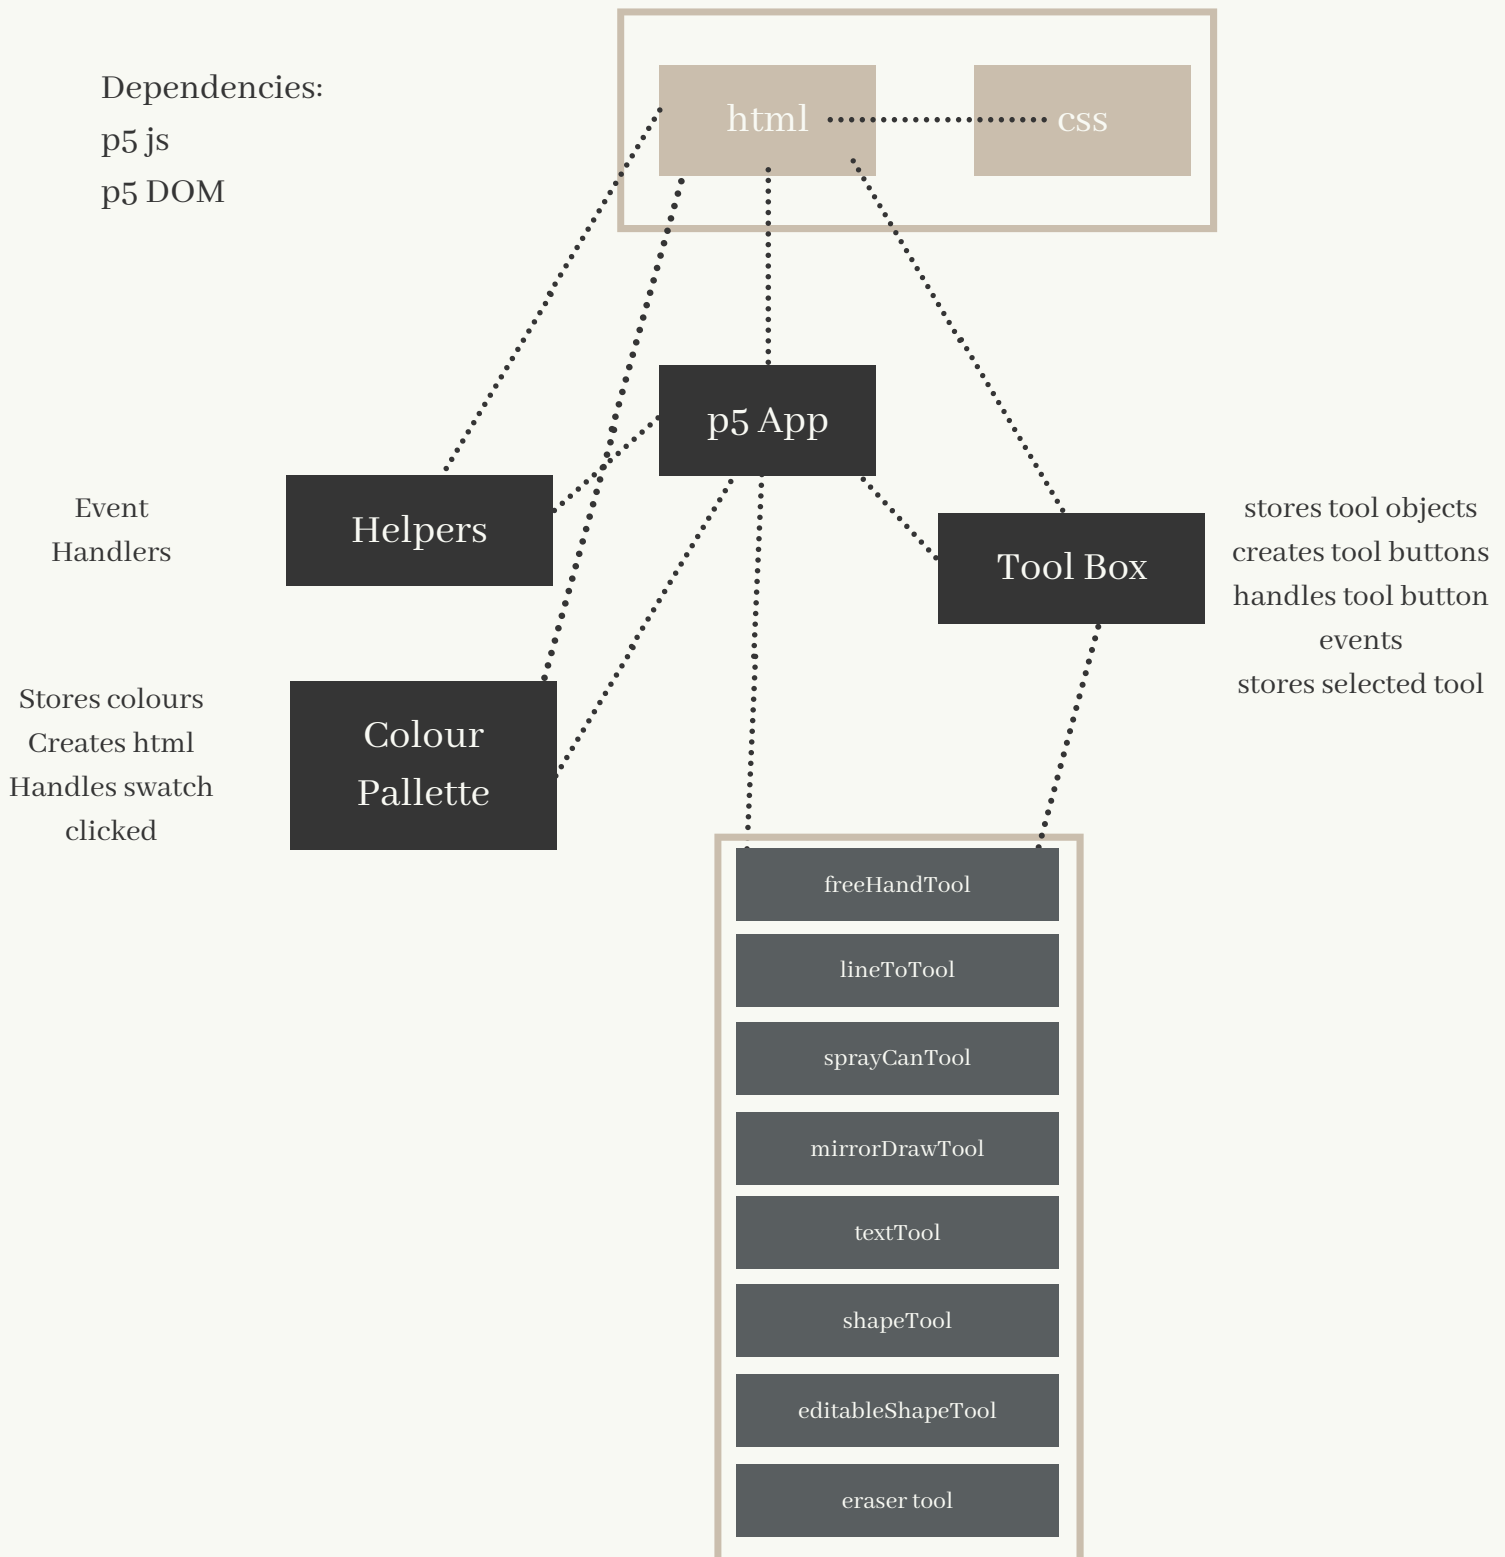 Dependencies:
p5 js
p5 DOM
html
css
p5 App
Helpers
Event
Handlers
Tool Box
stores tool objects
creates tool buttons
handles tool button
events
stores selected tool
Colour
Pallette
Stores colours
Creates html
Handles swatch
clicked
freeHandTool
lineToTool
sprayCanTool
mirrorDrawTool
textTool
shapeTool
editableShapeTool
eraser tool